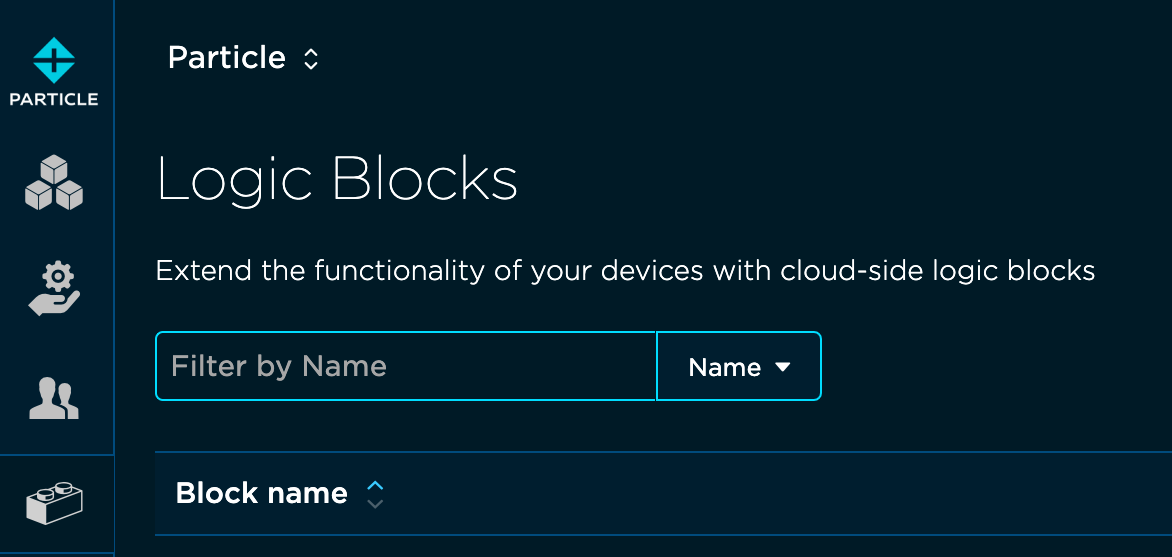 PARTICLE
Particle
Logic Blocks
Extend the functionality of your devices with cloud-side logic blocks
Filter by Name
Name
Block name